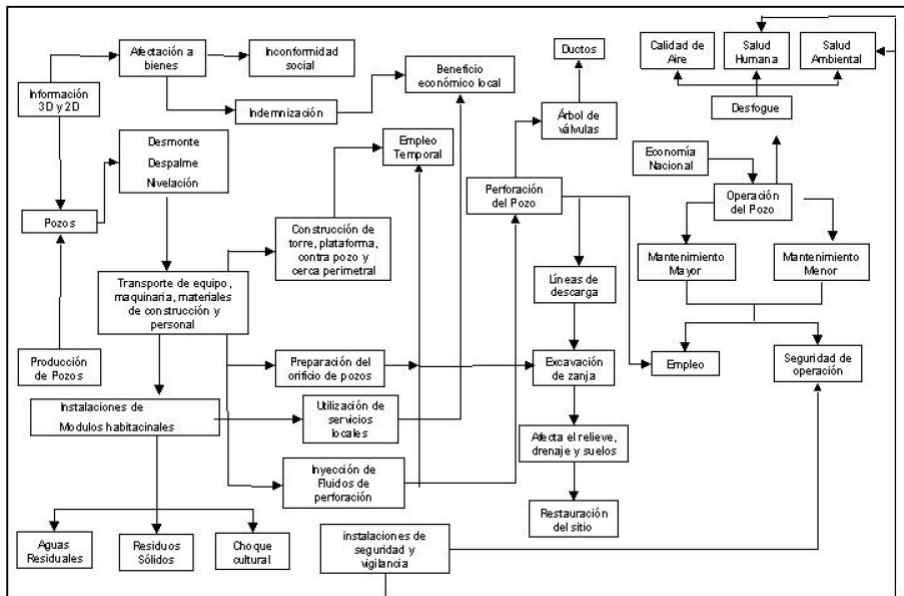 Afectación a
bienes
Inconformidad
social
Ductos
Calidad de
Aire
Salud
Humana
Salud
Ambiental
Información
3D y 2D
Indemnización
Beneficio
económico local
Árbol de
válvulas
Desfogue
Desmonte
Despalme
Nivelación
Empleo
Temporal
Economía
Nacional
Perforación
del Pozo
Operación
del Pozo
Pozos
Construcción de
torre, plataforma,
contra pozo y
cerca perimetral
Mantenimiento
Mayor
Mantenimiento
Menor
Transporte de equipo,
maquinaria, materiales
de construcción y
personal
Líneas de
descarga
Producción
de Pozos
Preparación del
orificio de pozos
Excavación
de zanja
Empleo
Seguridad de
operación
Instalaciones de
Modulos habitacinales
Utilización de
servicios
locales
Afecta el relieve,
drenaje y suelos
Inyección de
Fluidos de
perforación
Restauración
del sitio
Aguas
Residuales
Residuos
Sólidos
Choque
cultural
instalaciones de
seguridad y
vigilancia